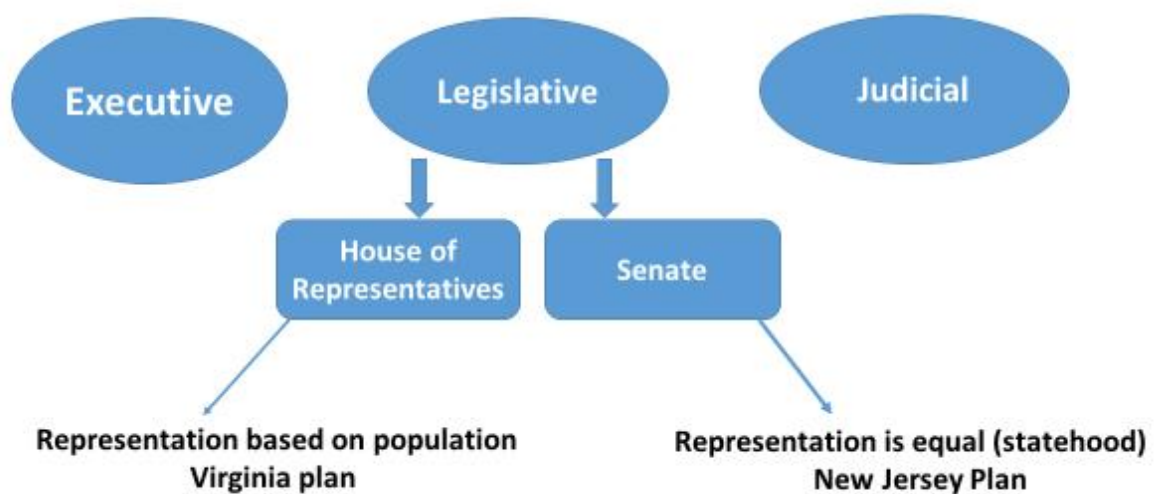 Executive
Legislative
Judicial
House of
Representatives
Senate
Representation based on population
Virginia plan
Representation is equal (statehood)
New Jersey Plan